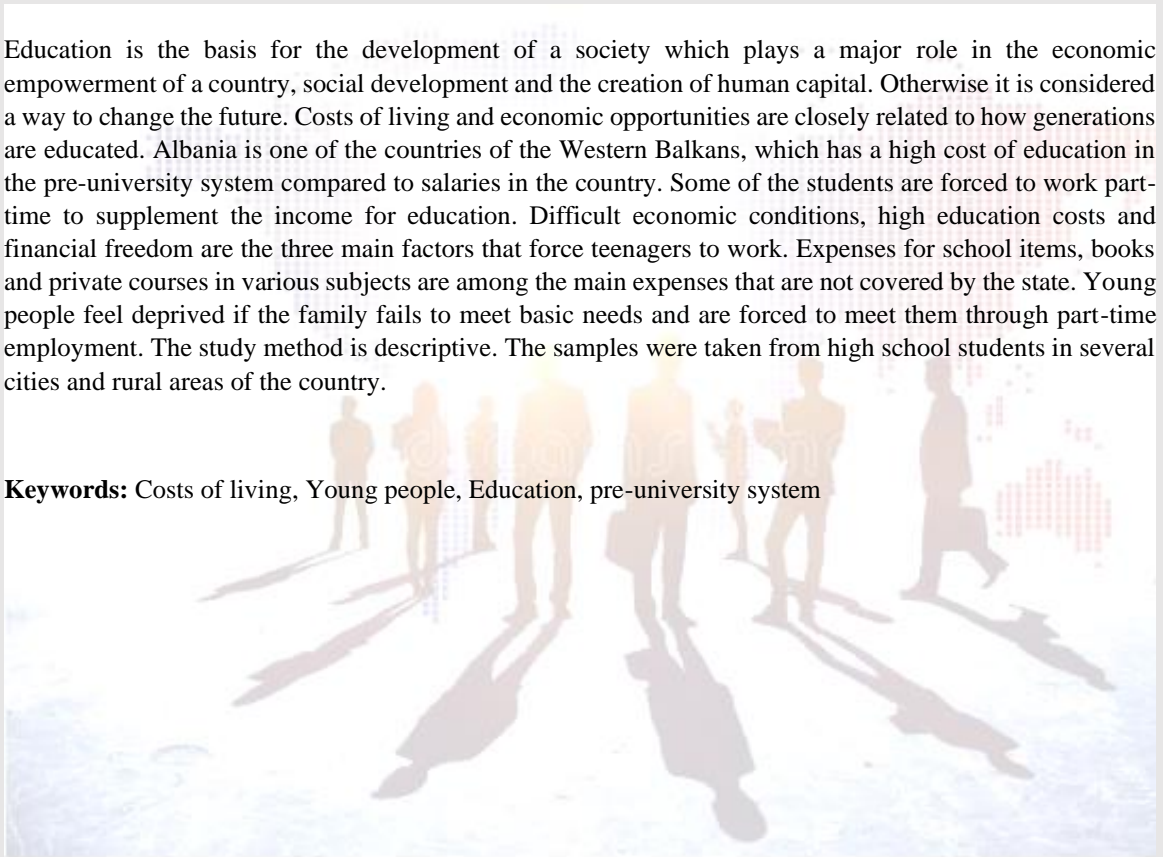 Education is the basis for the development of a society which plays a major role in the economic
empowerment of a country, social development and the creation of human capital. Otherwise it is considered
a way to change the future. Costs of living and economic opportunities are closely related to how generations
are educated. Albania is one of the countries of the Western Balkans, which has a high cost of education in
the pre-university system compared to salaries in the country. Some of the students are forced to work part-
time to supplement the income for education. Difficult economic conditions, high education costs and
financial freedom are the three main factors that force teenagers to work. Expenses for school items, books
and private courses in various subjects are among the main expenses that are not covered by the state. Young
people feel deprived if the family fails to meet basic needs and are forced to meet them through part-time
employment. The study method is descriptive. The samples were taken from high school students in several
cities and rural areas of the country.
Keywords: Costs of living, Young people, Education, pre-university system